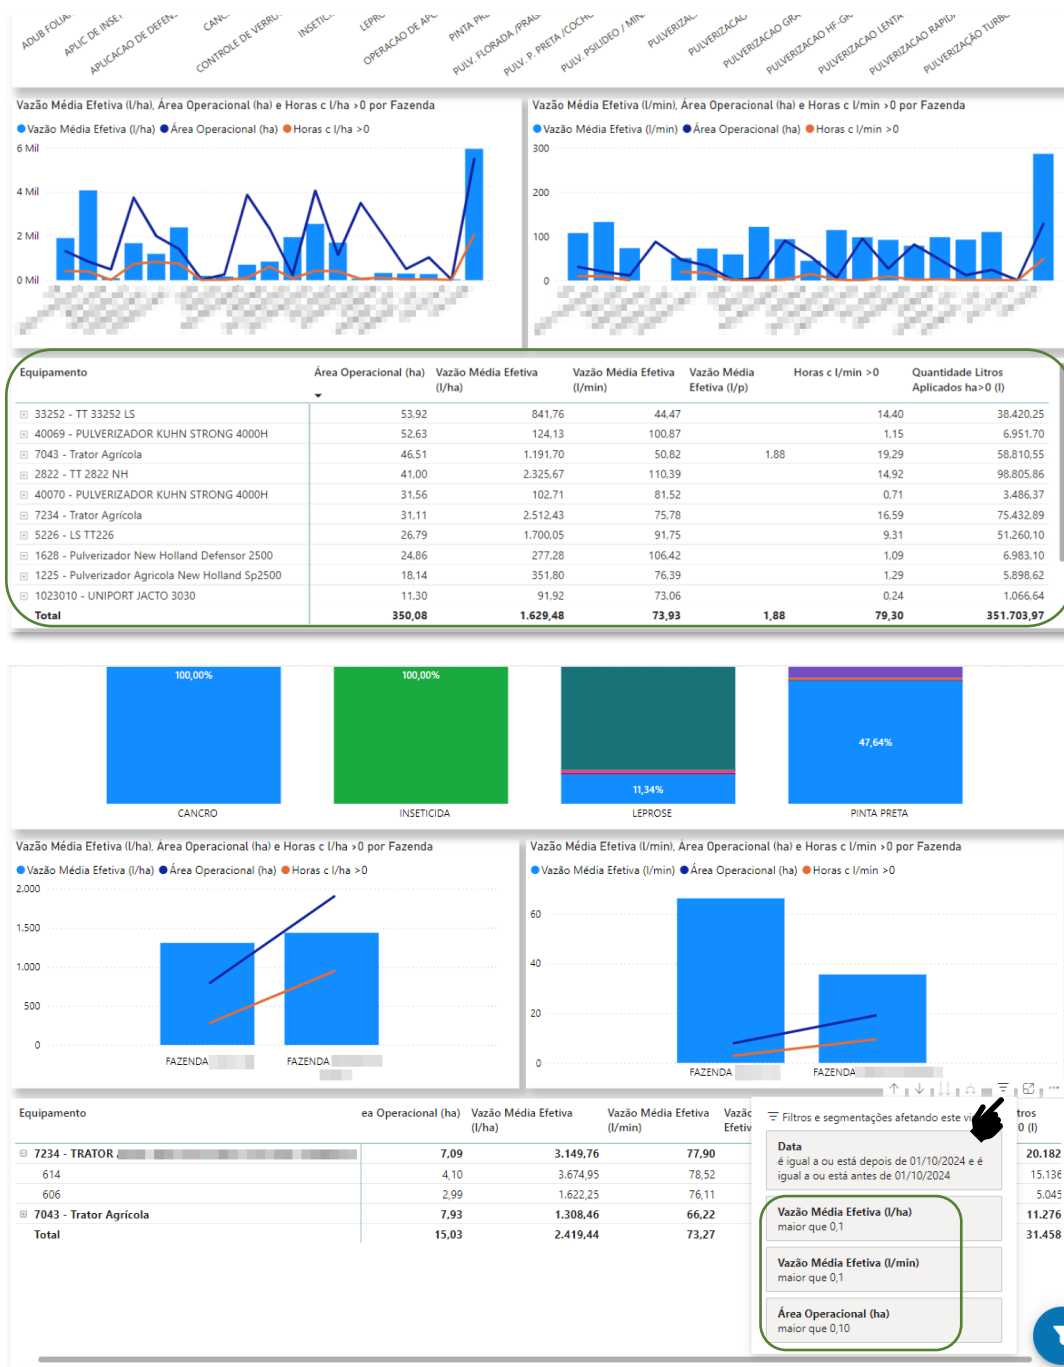 ADUB FOLIAR
APLIC DE INSET
APLICACAO DE DEFEN
CANC
CONTROLE DE VERRU
INSETICI
LEPRO
OPERACAO DE APO
PINTA PR
PULV. FLORADA /PRAG
PULV. P. PRETA /COCHO
PULV. PSILIDEO / MIN
PULVERIZAC
PULVERIZACAO
PULVERIZACAO GRA
PULVERIZACAO HF-GR
PULVERIZACAO LENTA
PULVERIZACAO RAPID
PULVERIZAÇÃO TURBO
Vazão Média Efetiva (l/ha), Área Operacional (ha) e Horas c l/ha >0 por Fazenda
Vazão Média Efetiva (l/ha) Área Operacional (ha) Horas c l/ha >0
6 Mil
4 Mil
2 Mil
0 Mil
Vazão Média Efetiva (l/min), Área Operacional (ha) e Horas c l/min >0 por Fazenda
Vazão Média Efetiva (l/min) Área Operacional (ha) Horas c l/min >0
300
200
100
0
Equipamento Área Operacional (ha) Vazão Média Efetiva (l/ha) Vazão Média Efetiva (l/min) Vazão Média Efetiva (l/p) Horas c l/min >0 Quantidade Litros Aplicados ha>0 (l)
33252 - TT 33252 LS 53,92 841,76 44,47 14,40 38.420,25
40069 - PULVERIZADOR KUHN STRONG 4000H 52,63 124,13 100,87 1,15 6.951,70
7043 - Trator Agrícola 46,51 1.191,70 50,82 1,88 19,29 58.810,55
2822 - TT 2822 NH 41,00 2.325,67 110,39 14,92 98.805,86
40070 - PULVERIZADOR KUHN STRONG 4000H 31,56 102,71 81,52 0,71 3.486,37
7234 - Trator Agrícola 31,11 2.512,43 75,78 16,59 75.432,89
5226 - LS TT226 26,79 1.700,05 91,75 9,31 51.260,10
1628 - Pulverizador New Holland Defensor 2500 24,86 277,28 106,42 1,09 6.983,10
1225 - Pulverizador Agricola New Holland Sp2500 18,14 351,80 76,39 1,29 5.898,62
1023010 - UNIPORT JACTO 3030 11,30 91,92 73,06 0,24 1.066,64
Total 350,08 1.629,48 73,93 1,88 79,30 351.703,97
100,00% 100,00%
47,64%
11,34%
CANCRO INSETICIDA LEPROSE PINTA PRETA
Vazão Média Efetiva (l/ha), Área Operacional (ha) e Horas c l/ha >0 por Fazenda
Vazão Média Efetiva (l/ha) Área Operacional (ha) Horas c l/ha >0
2.000
1.500
1.000
500
0
FAZENDA FAZENDA
Vazão Média Efetiva (l/min), Área Operacional (ha) e Horas c l/min >0 por Fazenda
Vazão Média Efetiva (l/min) Área Operacional (ha) Horas c l/min >0
60
40
20
0
FAZENDA FAZENDA
Equipamento ea Operacional (ha) Vazão Média Efetiva (l/ha) Vazão Média Efetiva (l/min) Vazão Efetiv tros 0 (l)
7234 - TRATOR 7,09 3.149,76 77,90 20.182
614 4,10 3.674,95 78,52 15.136
606 2,99 1.622,25 76,11 5.045
7043 - Trator Agrícola 7,93 1.308,46 66,22 11.276
Total 15,03 2.419,44 73,27 31.458
Filtros e segmentações afetando este vi
Data
é igual a ou está depois de 01/10/2024 e é
igual a ou está antes de 01/10/2024
Vazão Média Efetiva (l/ha)
maior que 0,1
Vazão Média Efetiva (l/min)
maior que 0,1
Área Operacional (ha)
maior que 0,10